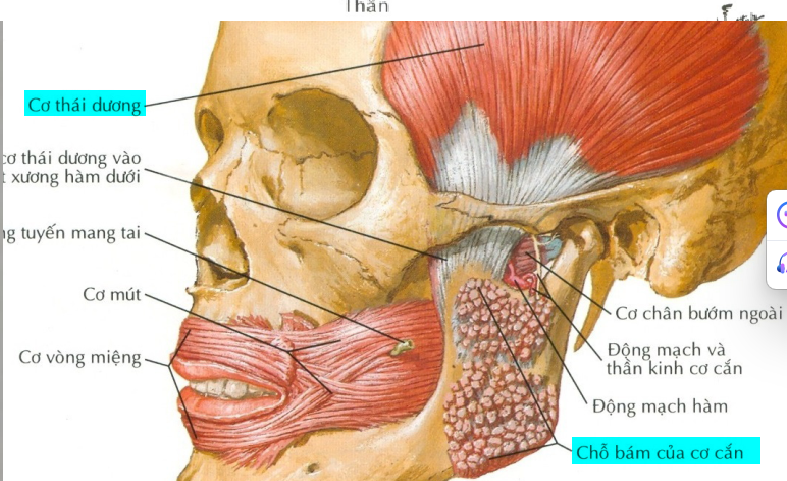 Thân
Cơ thái dương
cơ thái dương vào
xương hàm dưới
tuyến mang tai
Cơ mút
Cơ vòng miệng
Cơ chân bướm ngoài
Động mạch và
thần kinh cơ cắn
Động mạch hàm
Chỗ bám của cơ cắn